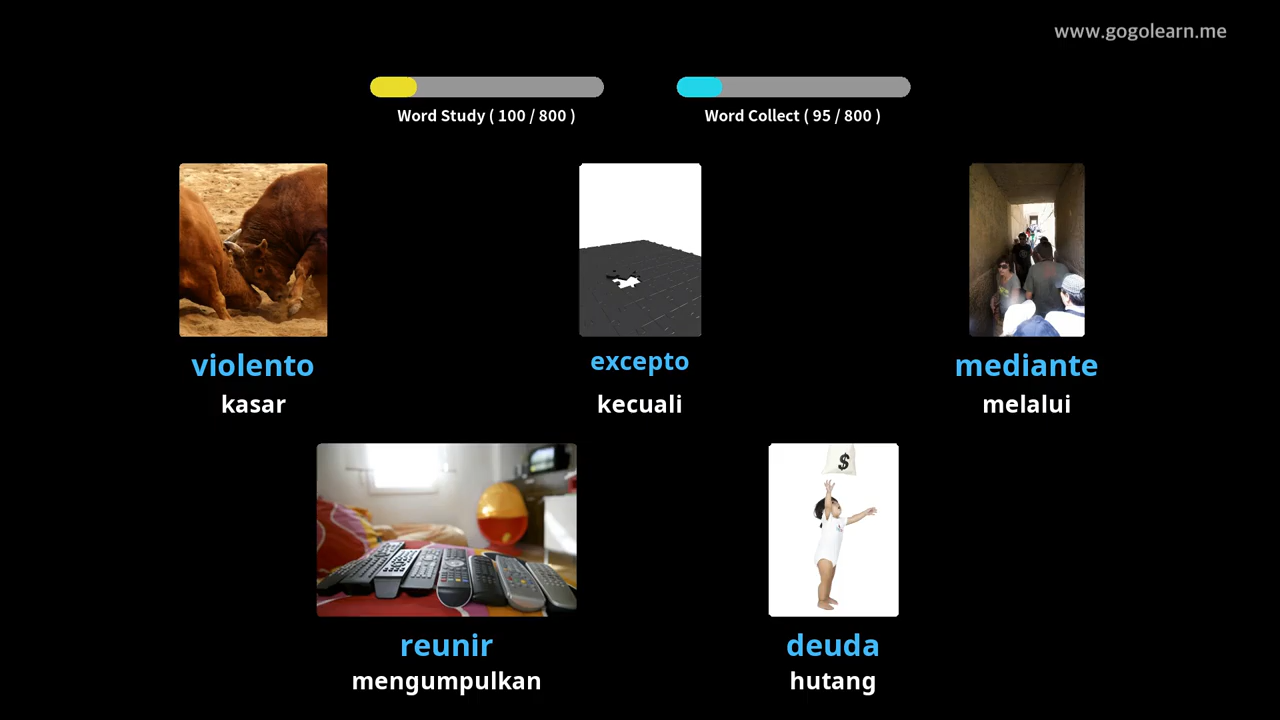 www.gogolearn.me
Word Study ( 100 / 800 )
Word Collect ( 95 / 800 )
violento
kasar
excepto
kecuali
mediante
melalui
$
reunir
mengumpulkan
deuda
hutang